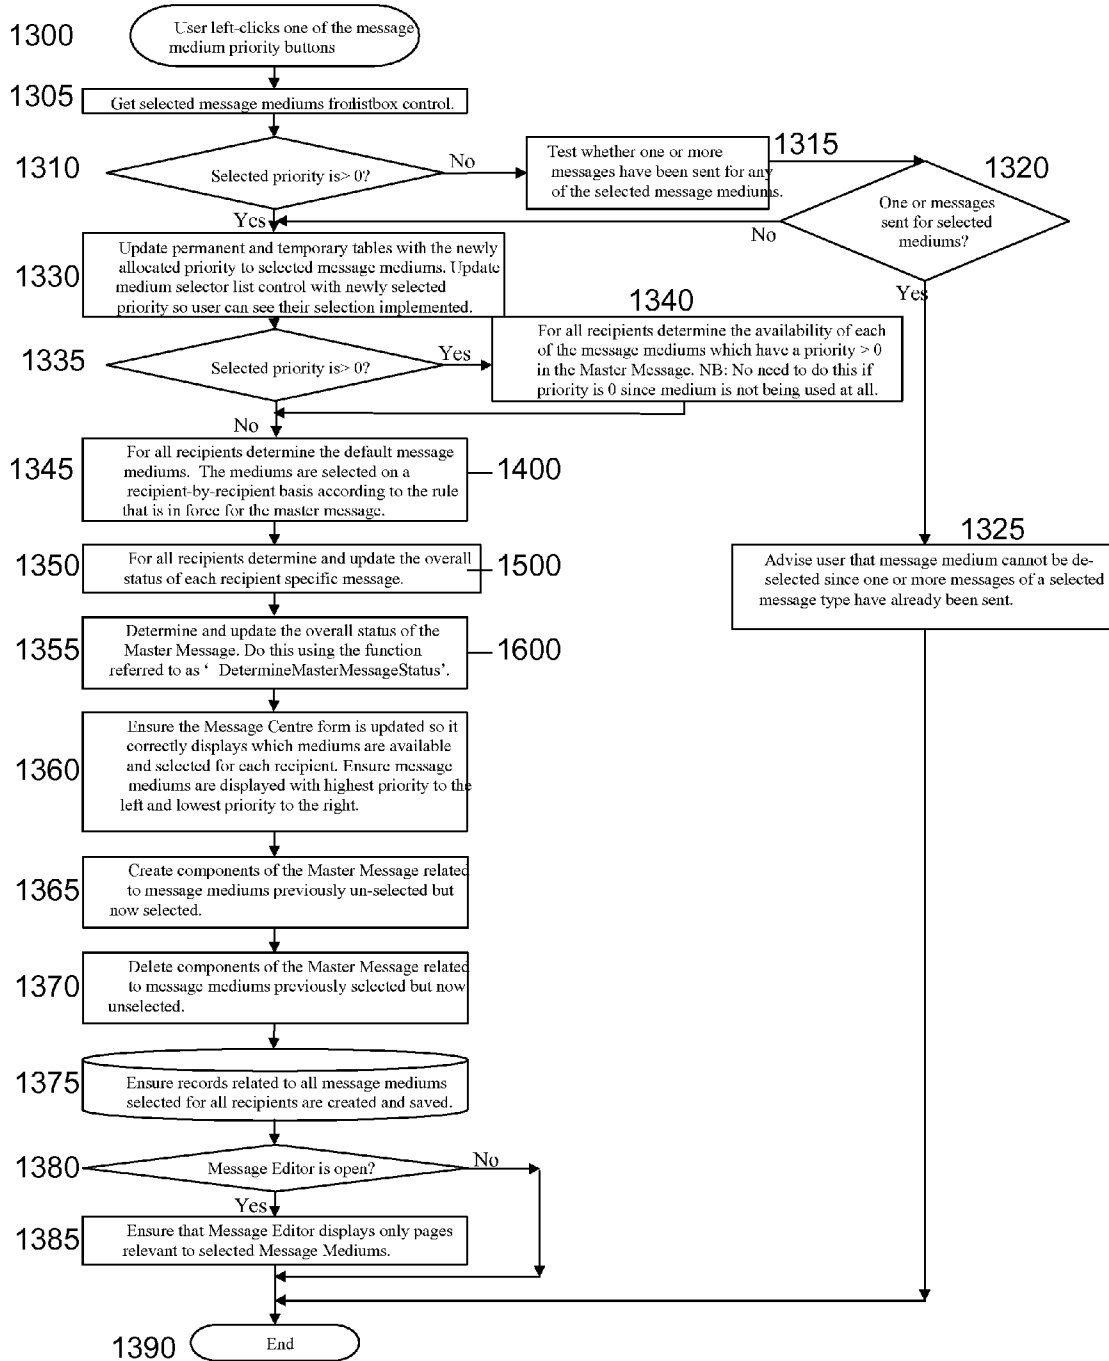 1300
User left-clicks one of the message
medium priority buttons
1305
Get selected message mediums fromlistbox control.
1310
Selected priority is> 0?
No
Yes
Test whether one or more
messages have been sent for any
of the selected message mediums.
1315
1320
One or messages
sent for selected
mediums?
No
Yes
1330
Update permanent and temporary tables with the newly
allocated priority to selected message mediums. Update
medium selector list control with newly selected
priority so user can see their selection implemented.
1335
Selected priority is> 0?
Yes
No
1340
For all recipients determine the availability of each
of the message mediums which have a priority > 0
in the Master Message. NB: No need to do this if
priority is 0 since medium is not being used at all.
1345
For all recipients determine the default message
mediums. The mediums are selected on a
recipient-by-recipient basis according to the rule
that is in force for the master message.
1400
1325
Advise user that message medium cannot be de-
selected since one or more messages of a selected
message type have already been sent.
1350
For all recipients determine and update the overall
status of each recipient specific message.
1500
1355
Determine and update the overall status of the
Master Message. Do this using the function
referred to as ‘ DetermineMasterMessageStatus’.
1600
1360
Ensure the Message Centre form is updated so it
correctly displays which mediums are available
and selected for each recipient. Ensure message
mediums are displayed with highest priority to the
left and lowest priority to the right.
1365
Create components of the Master Message related
to message mediums previously un-selected but
now selected.
1370
Delete components of the Master Message related
to message mediums previously selected but now
unselected.
1375
Ensure records related to all message mediums
selected for all recipients are created and saved.
1380
Message Editor is open?
No
Yes
1385
Ensure that Message Editor displays only pages
relevant to selected Message Mediums.
1390
End